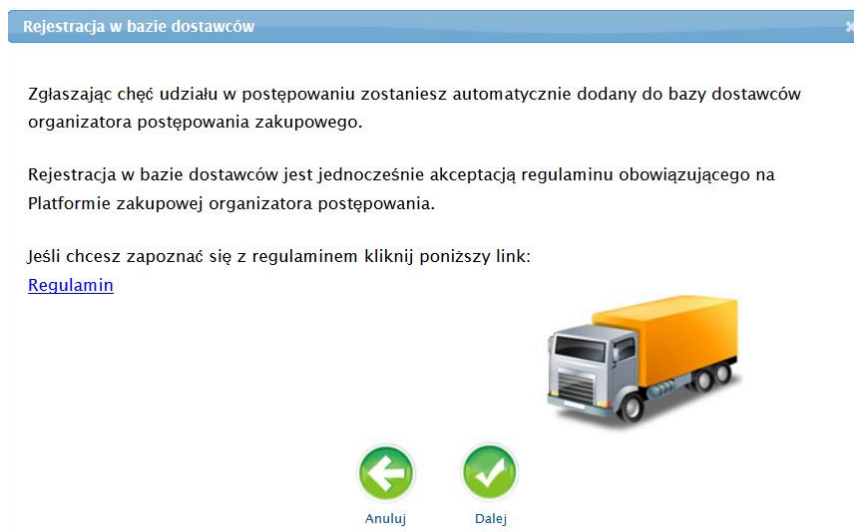 Rejestracja w bazie dostawców
Zgłaszając chęć udziału w postępowaniu zostaniesz automatycznie dodany do bazy dostawców
organizatora postępowania zakupowego.
Rejestracja w bazie dostawców jest jednocześnie akceptacją regulaminu obowiązującego na
Platformie zakupowej organizatora postępowania.
Jeśli chcesz zapoznać się z regulaminem kliknij poniższy link:
Regulamin
Anuluj
Dalej